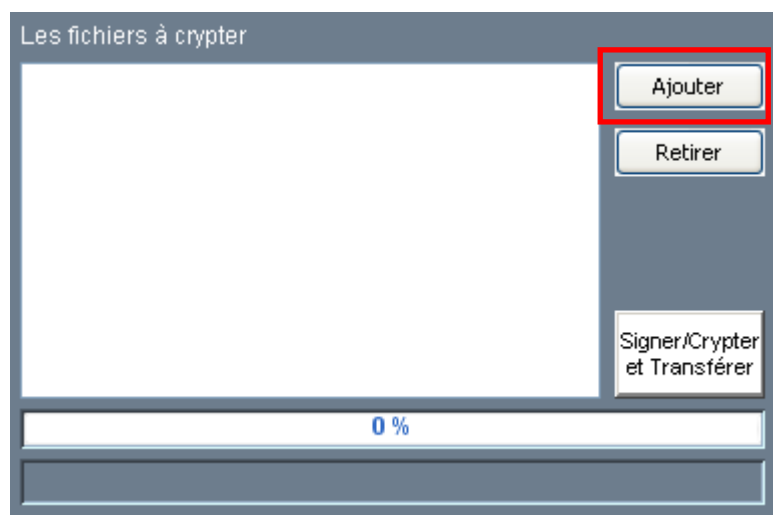 Les fichiers à crypter
Ajouter
Retirer
Signer/Crypter
et Transférer
0 %